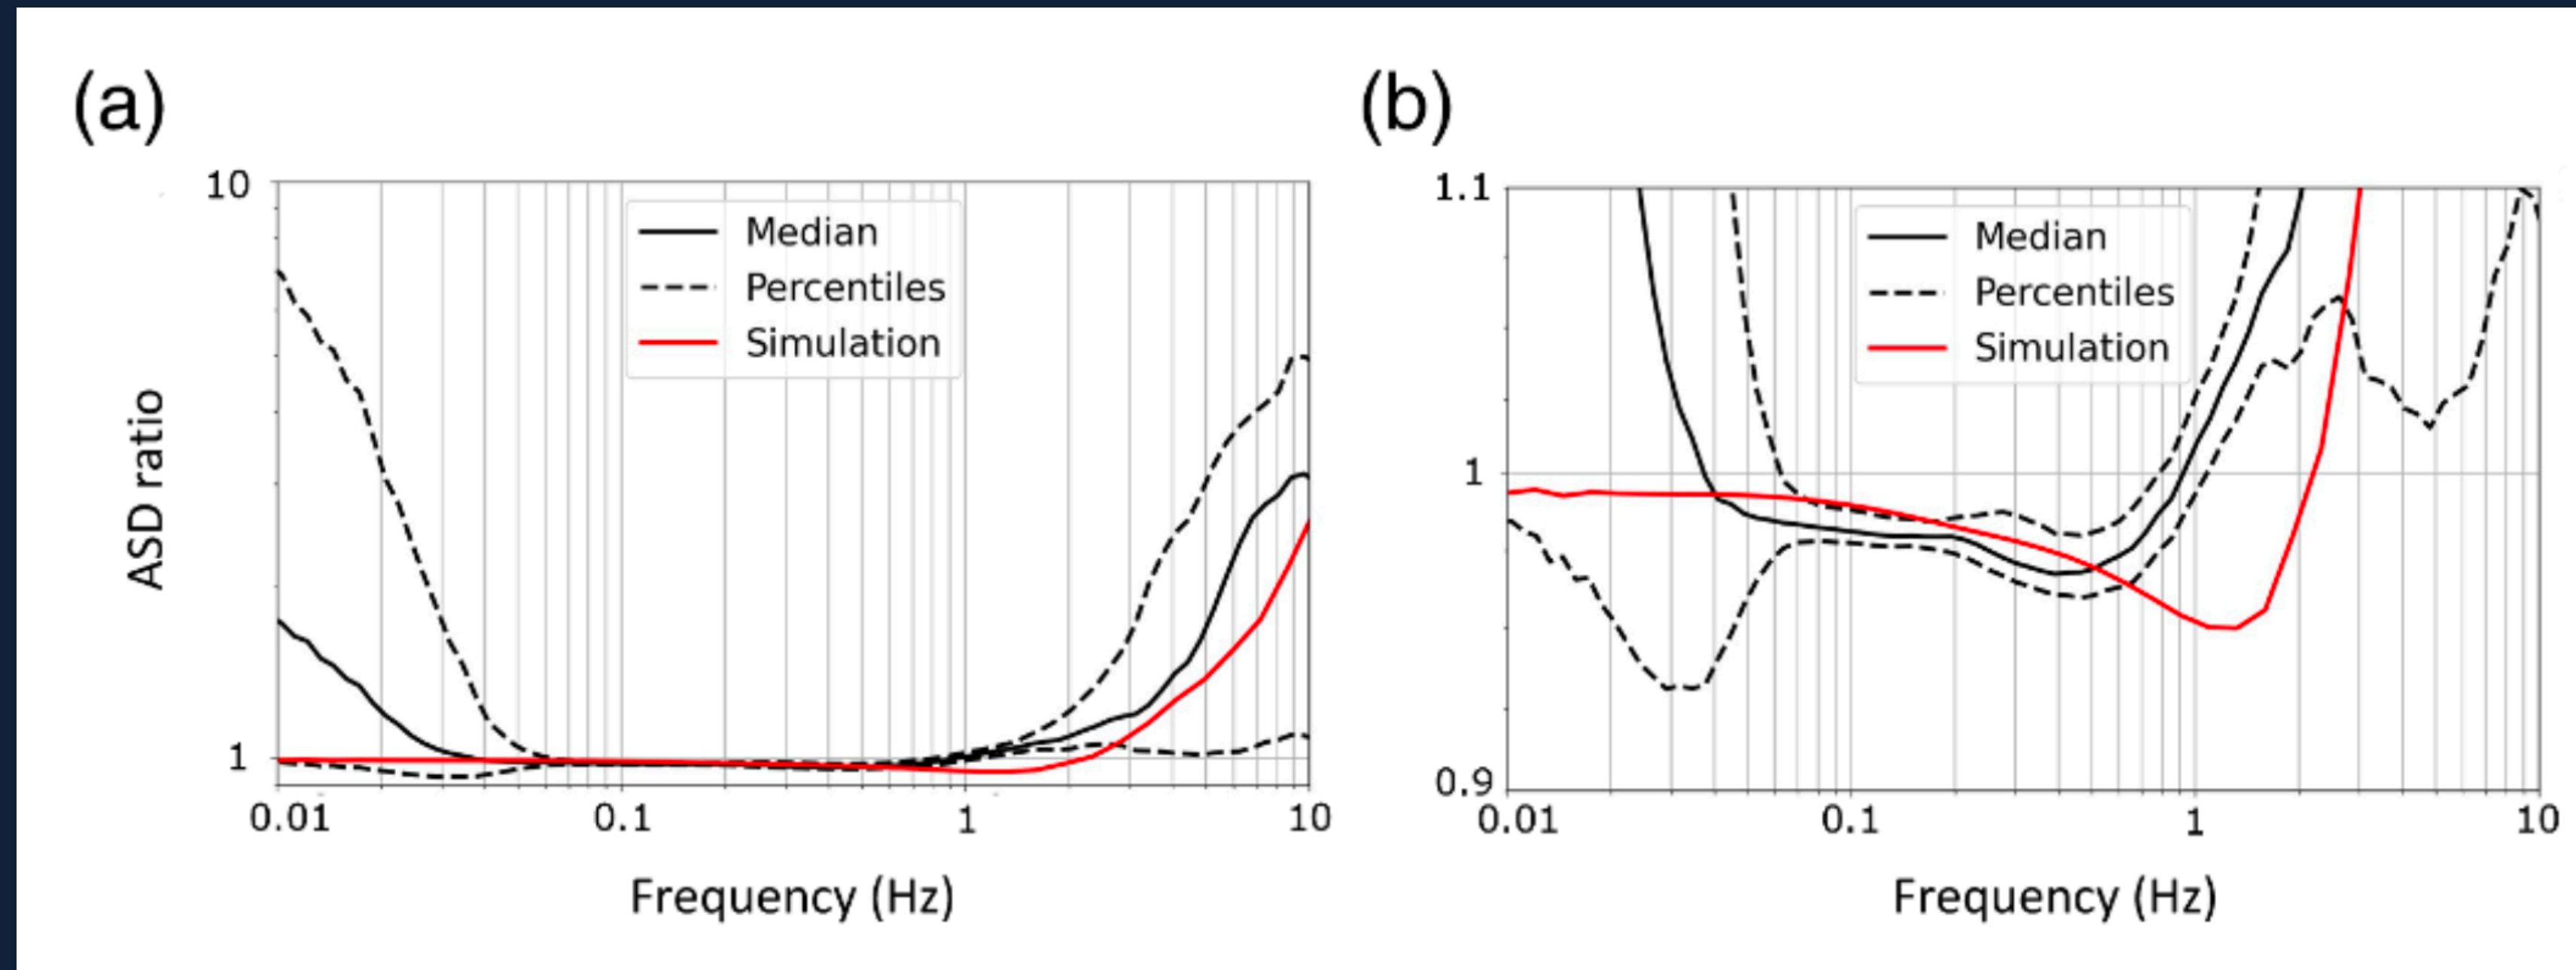 (a)
10
Median
Percentiles
Simulation
ASD ratio
1
0.01 0.1 1 10
Frequency (Hz)
(b)
1.1
Median
Percentiles
Simulation
1
0.9
0.01 0.1 1 10
Frequency (Hz)